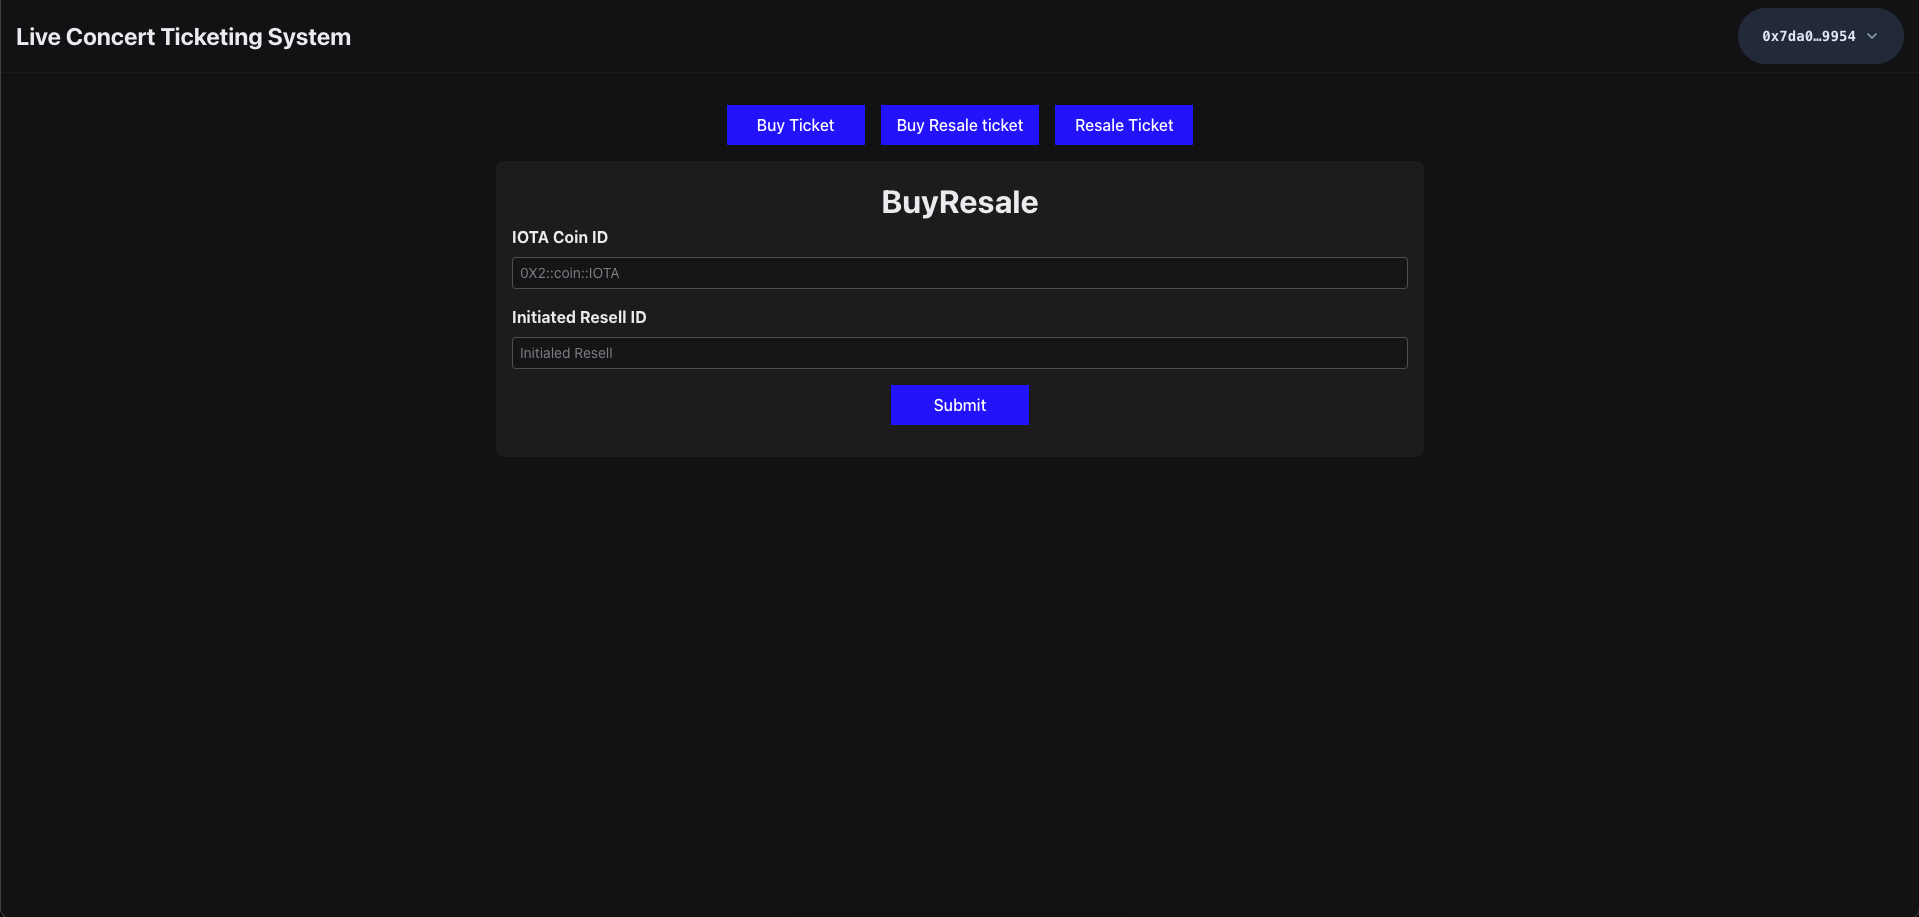 Live Concert Ticketing System
0x7da0…9954
Buy Ticket
Buy Resale ticket
Resale Ticket
BuyResale
IOTA Coin ID
0X2::coin::IOTA
Initiated Resell ID
Initialed Resell
Submit